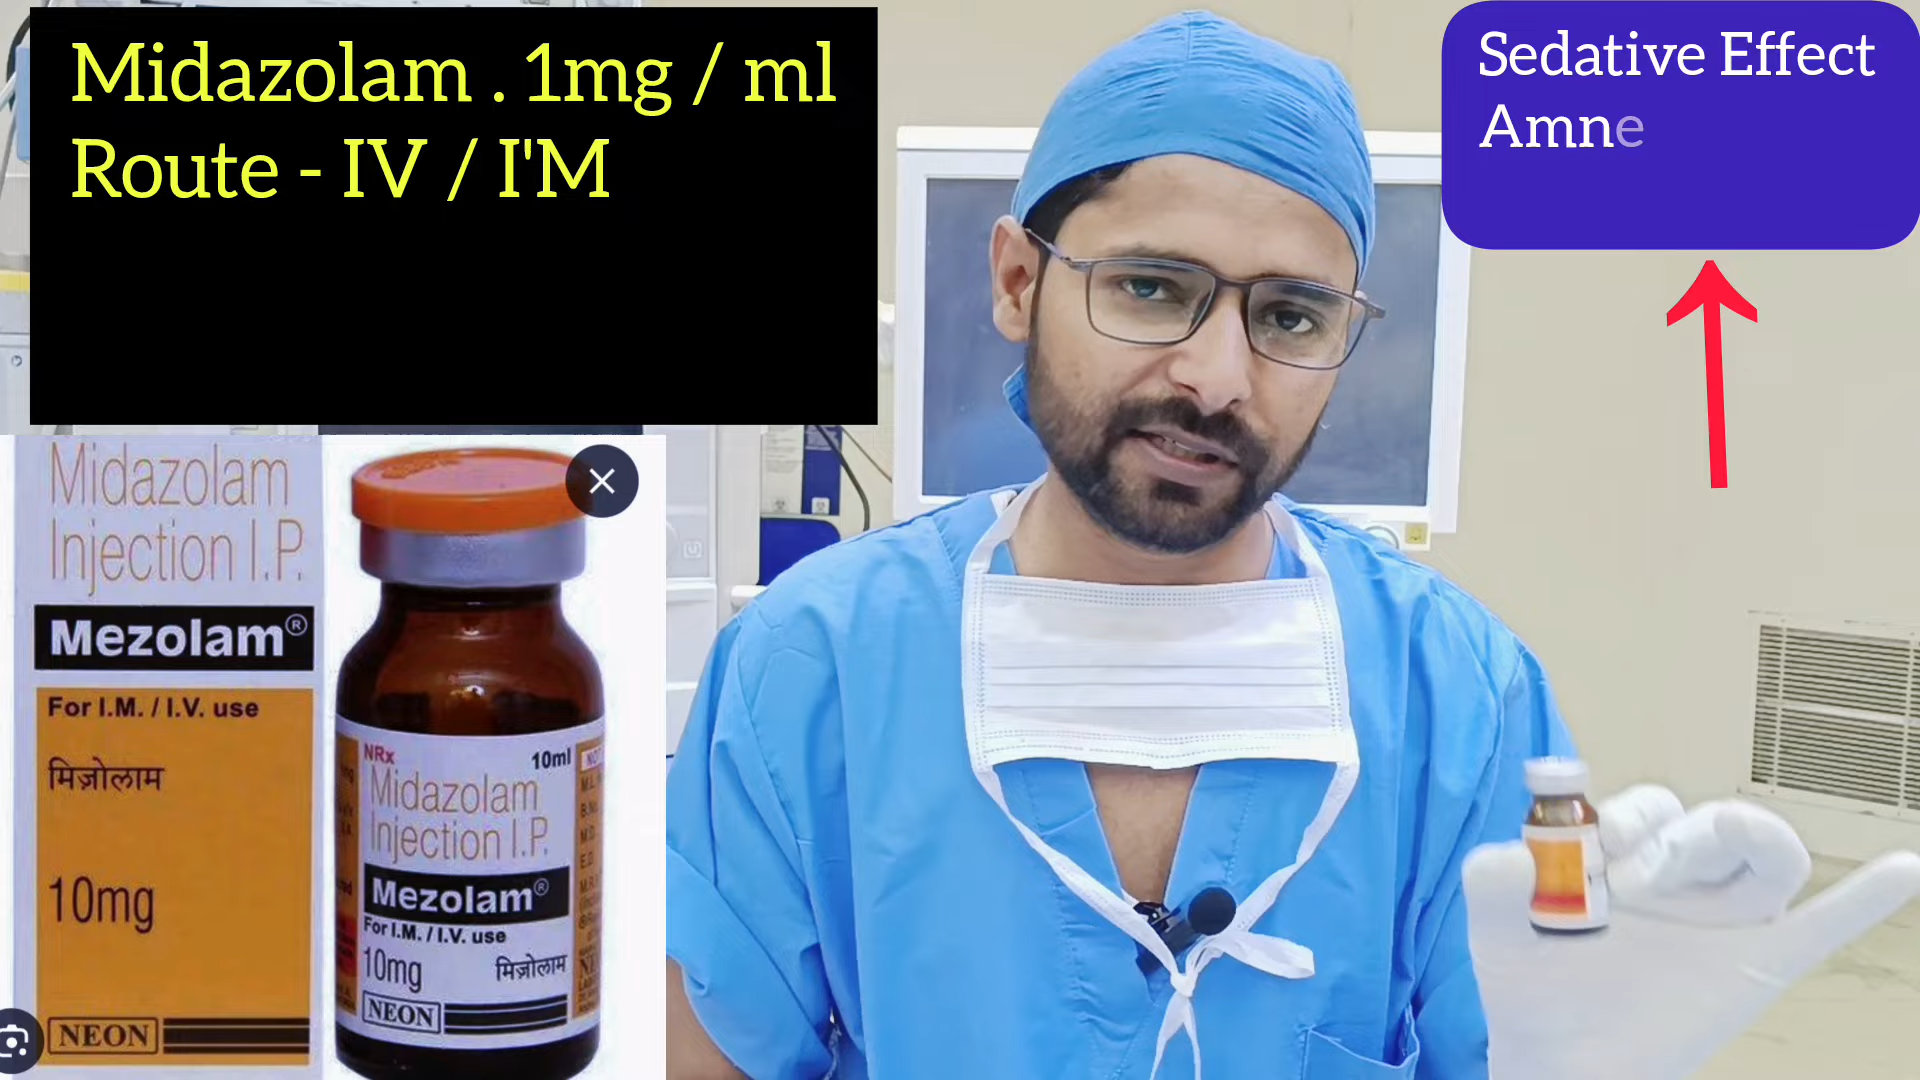 Midazolam . 1mg / ml
Route - IV / I'M
Sedative Effect
Amne
Midazolam
Injection I.P.
Mezolam®
For I.M. / I.V. use
मिज़ोलाम
10mg
NEON
NRx
10ml
Midazolam
Injection I.P.
Mezolam®
For I.M. / I.V. use
10mg
मिज़ोलाम
NEON